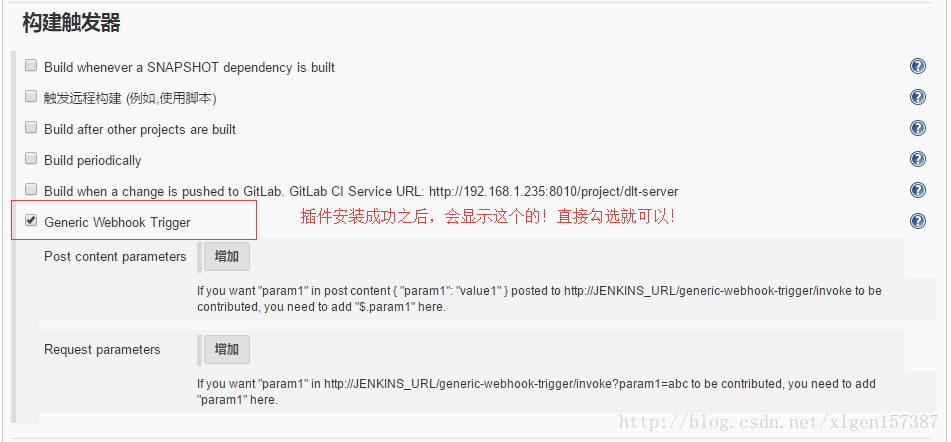 构建触发器
Build whenever a SNAPSHOT dependency is built
触发远程构建 (例如,使用脚本)
Build after other projects are built
Build periodically
Build when a change is pushed to GitLab. GitLab CI Service URL: http://192.168.1.235:8010/project/dlt-server
Generic Webhook Trigger
插件安装成功之后，会显示这个的！直接勾选就可以！
Post content parameters
增加
If you want "param1" in post content { "param1": "value1" } posted to http://JENKINS_URL/generic-webhook-trigger/invoke to be
contributed, you need to add "$.param1" here.
Request parameters
增加
If you want "param1" in http://JENKINS_URL/generic-webhook-trigger/invoke?param1=abc to be contributed, you need to add
"param1" here.
http://blog.csdn.net/xlgen157387